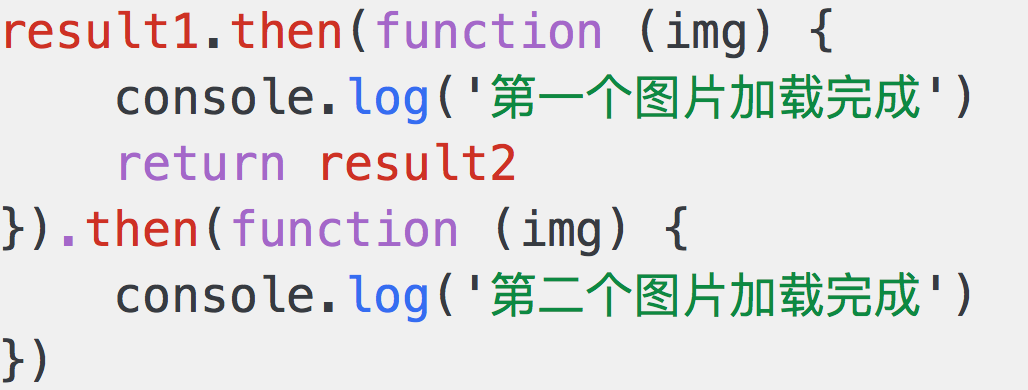 result1.then(function (img) {
    console.log('第一个图片加载完成')
    return result2
}).then(function (img) {
    console.log('第二个图片加载完成')
})